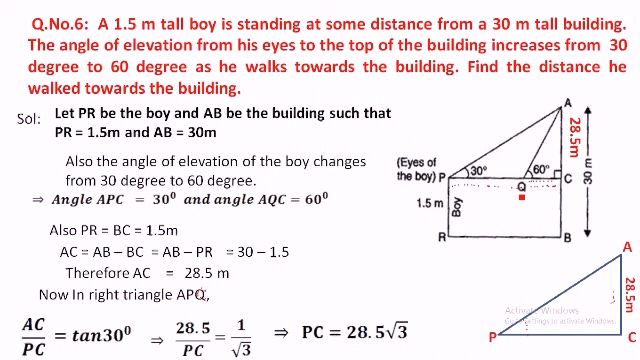 Q.No.6: A 1.5 m tall boy is standing at some distance from a 30 m tall building.
The angle of elevation from his eyes to the top of the building increases from 30
degree to 60 degree as he walks towards the building. Find the distance he
walked towards the building.
Sol: Let PR be the boy and AB be the building such that
PR = 1.5m and AB = 30m
Also the angle of elevation of the boy changes
from 30 degree to 60 degree.
⇒ Angle APC = 30⁰ and angle AQC = 60⁰
Also PR = BC = 1.5m
AC = AB − BC = AB − PR = 30 − 1.5
Therefore AC = 28.5 m
Now In right triangle APQ,
AC/PC = tan30⁰ ⇒ 28.5/PC = 1/√3 ⇒ PC = 28.5√3
A
28.5m
30 m
(Eyes of
the boy) P
30°
60°
C
Q
1.5 m
Boy
R
B
A
28.5m
P
C
Activate Windows
Go to Settings to activate Windows.